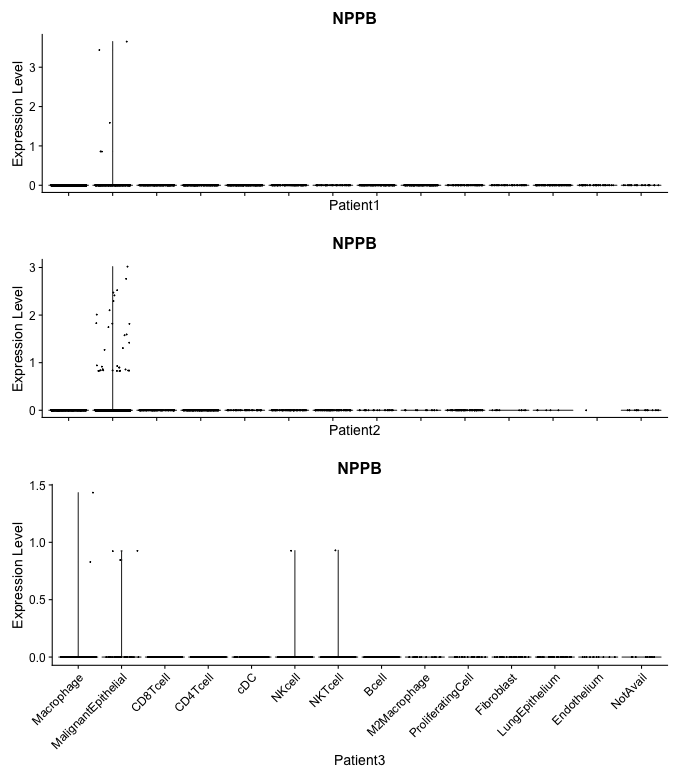 NPPB
Expression Level
3
2
1
0
Patient1
NPPB
Expression Level
3
2
1
0
Patient2
NPPB
Expression Level
1.5
1.0
0.5
0.0
Macrophage
MalignantEpithelial
CD8Tcell
CD4Tcell
cDC
NKcell
NKTcell
Bcell
M2Macrophage
ProliferatingCell
Fibroblast
LungEpithelium
Endothelium
NotAvail
Patient3